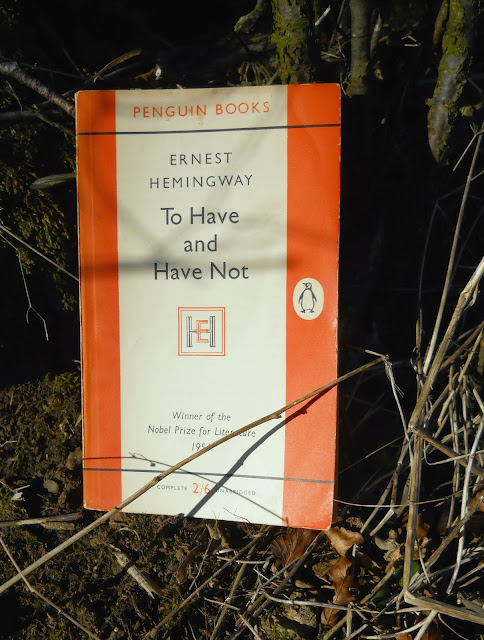 PENGUIN BOOKS
ERNEST
HEMINGWAY
To Have
and
Have Not
Winner of the
Nobel Prize for Literature
COMPLETE 2/6 UNABRIDGED